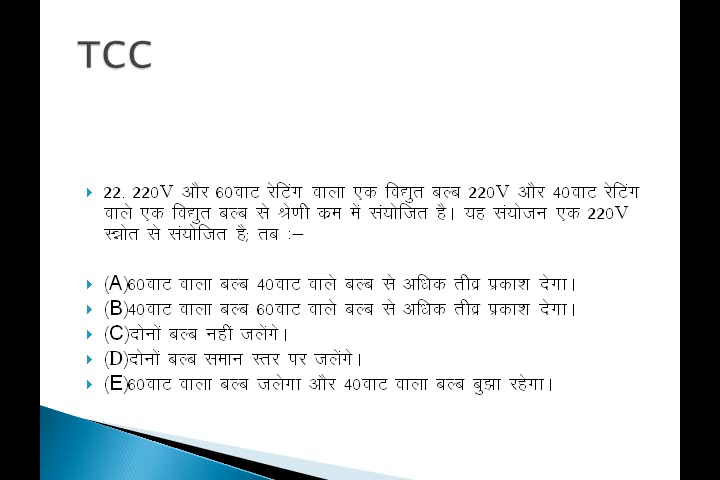 TCC
22. 220V और 60वाट रेटिंग वाला एक विद्युत बल्ब 220V और 40वाट रेटिंग
वाले एक विद्युत बल्ब से श्रेणी क्रम में संयोजित है। यह संयोजन एक 220V
स्न्नोत से संयोजित है; तब :—
(A)60वाट वाला बल्ब 40वाट वाले बल्ब से अधिक तीव्र प्रकाश देगा।
(B)40वाट वाला बल्ब 60वाट वाले बल्ब से अधिक तीव्र प्रकाश देगा।
(C)दोनों बल्ब नहीं जलेंगे।
(D)दोनों बल्ब समान स्तर पर जलेंगे।
(E)60वाट वाला बल्ब जलेगा और 40वाट वाला बल्ब बुझा रहेगा।